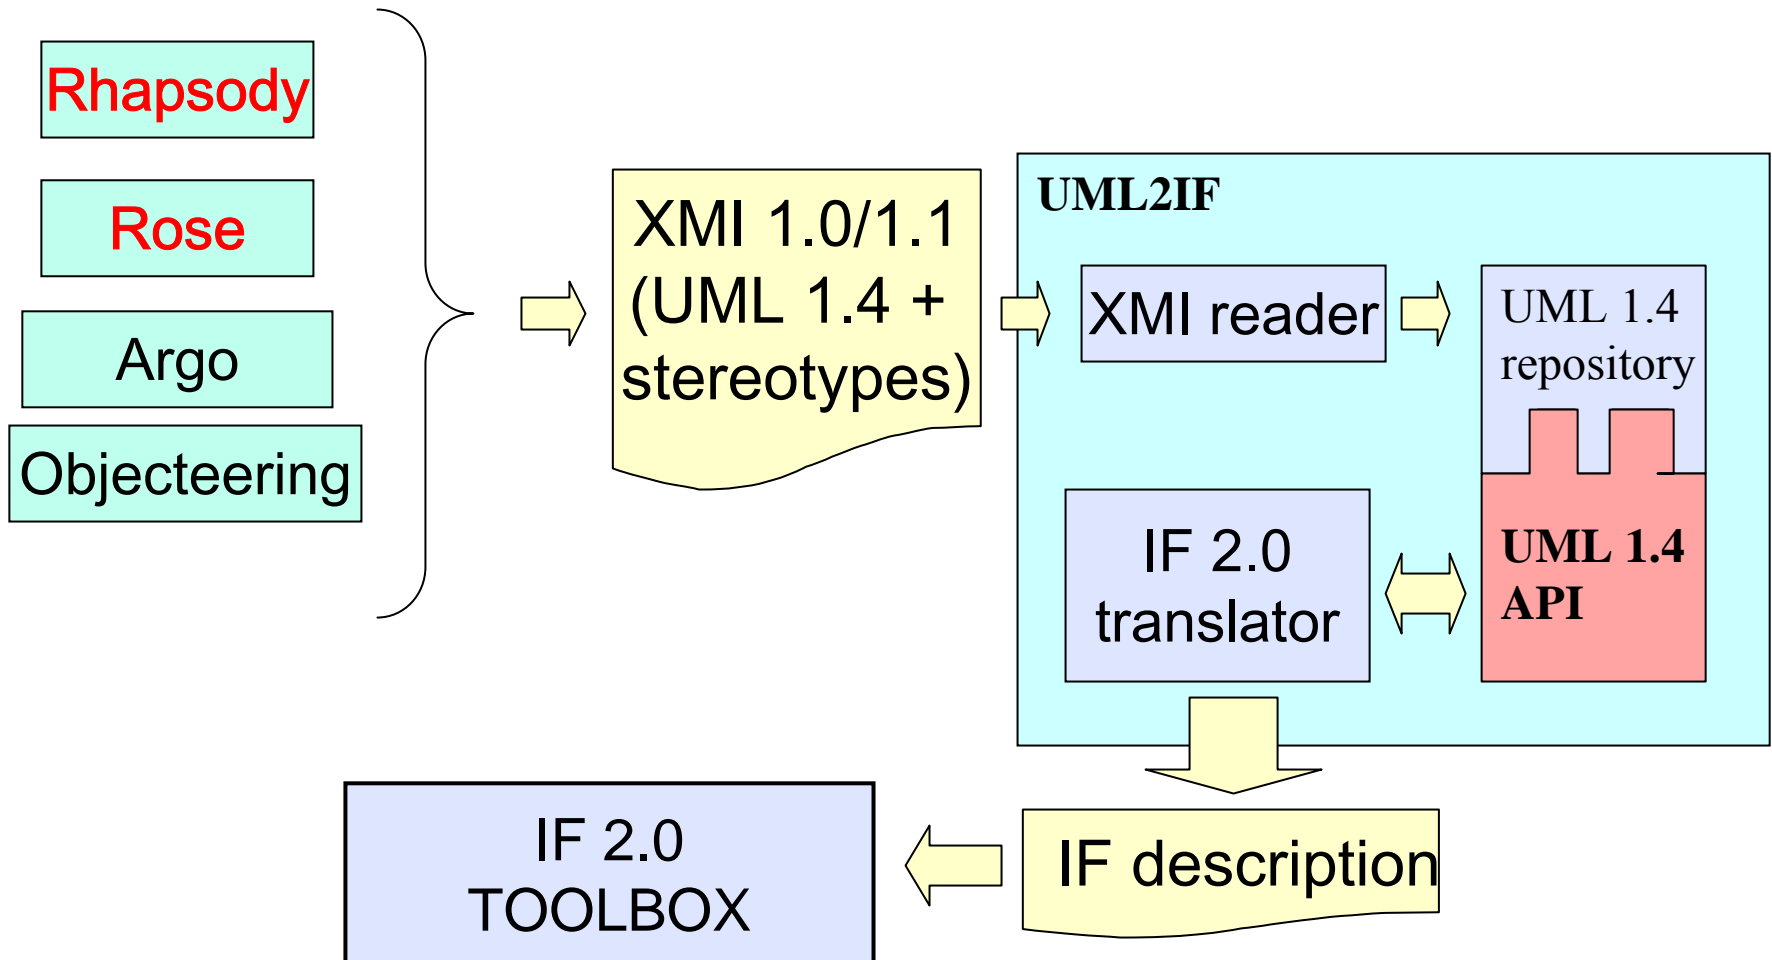 Rhapsody
Rose
Argo
Objecteering
XMI 1.0/1.1
(UML 1.4 +
stereotypes)
UML2IF
XMI reader
UML 1.4
repository
IF 2.0
translator
UML 1.4
API
IF description
IF 2.0
TOOLBOX